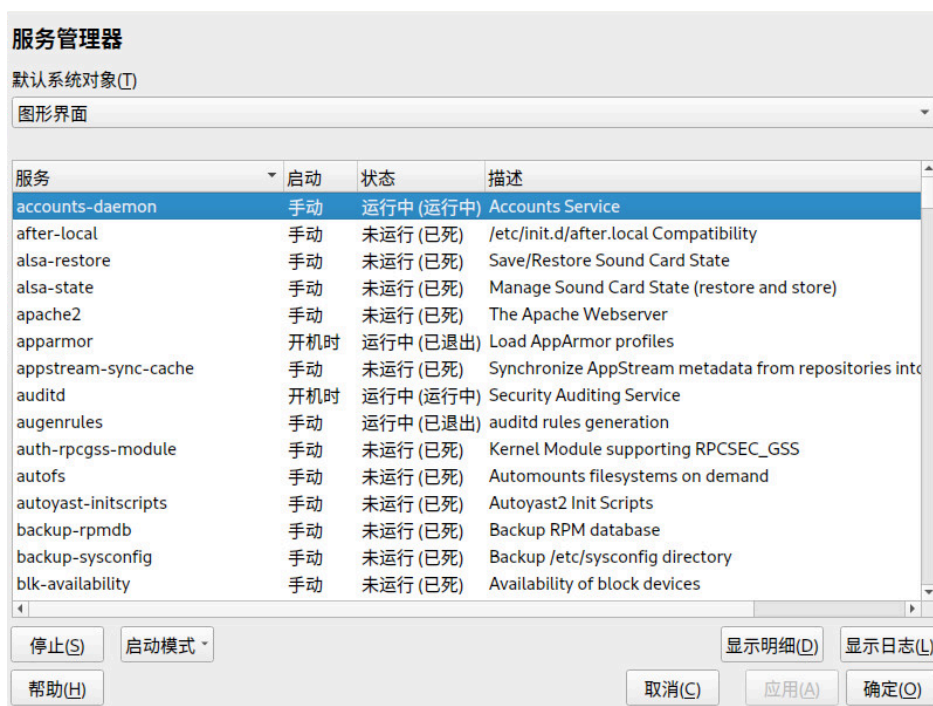 服务管理器
默认系统对象(T)
图形界面
服务 启动 状态 描述
accounts-daemon 手动 运行中 (运行中) Accounts Service
after-local 手动 未运行 (已死) /etc/init.d/after.local Compatibility
alsa-restore 手动 未运行 (已死) Save/Restore Sound Card State
alsa-state 手动 未运行 (已死) Manage Sound Card State (restore and store)
apache2 手动 未运行 (已死) The Apache Webserver
apparmor 开机时 运行中 (已退出) Load AppArmor profiles
appstream-sync-cache 手动 未运行 (已死) Synchronize AppStream metadata from repositories into
auditd 开机时 运行中 (运行中) Security Auditing Service
augenrules 手动 运行中 (已退出) auditd rules generation
auth-rpcgss-module 手动 未运行 (已死) Kernel Module supporting RPCSEC_GSS
autofs 手动 未运行 (已死) Automounts filesystems on demand
autoyast-initscripts 手动 未运行 (已死) Autoyast2 Init Scripts
backup-rpmdb 手动 未运行 (已死) Backup RPM database
backup-sysconfig 手动 未运行 (已死) Backup /etc/sysconfig directory
blk-availability 手动 未运行 (已死) Availability of block devices
停止(S) 启动模式 显示明细(D) 显示日志(L)
帮助(H) 取消(C) 应用(A) 确定(O)